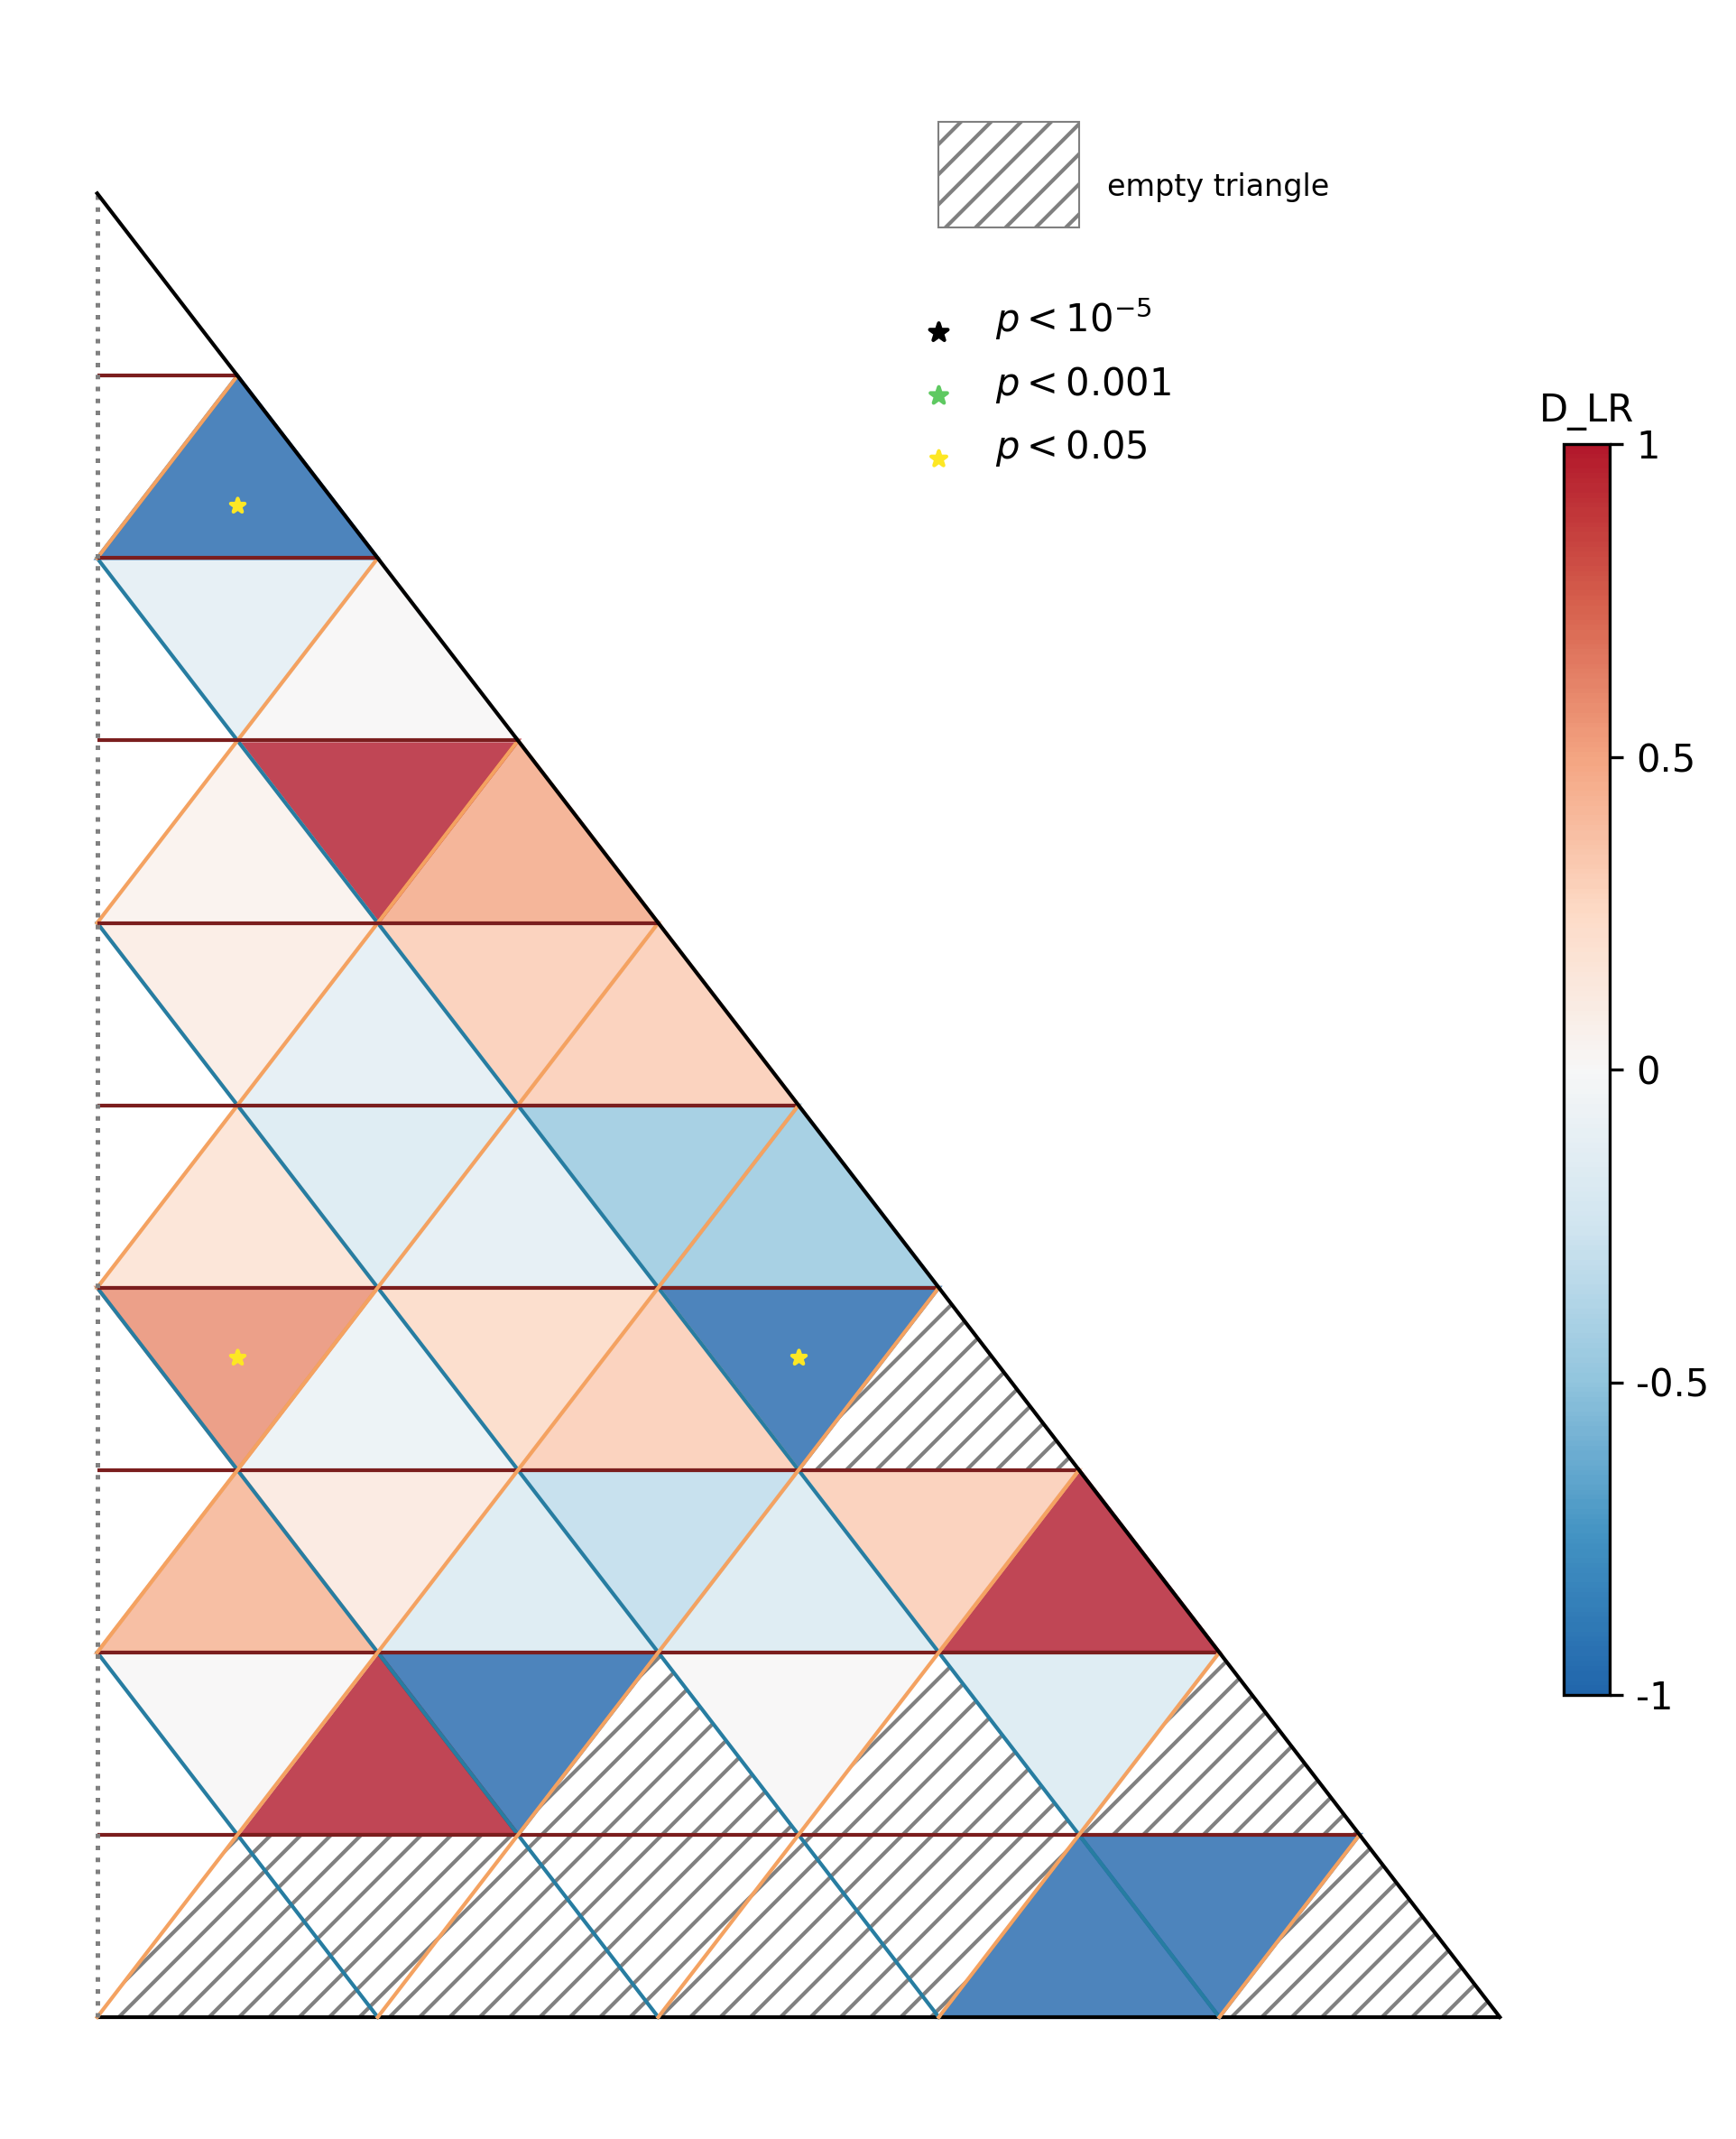 empty triangle
p < 10⁻⁵
p < 0.001
p < 0.05
D_LR
1
0.5
0
-0.5
-1